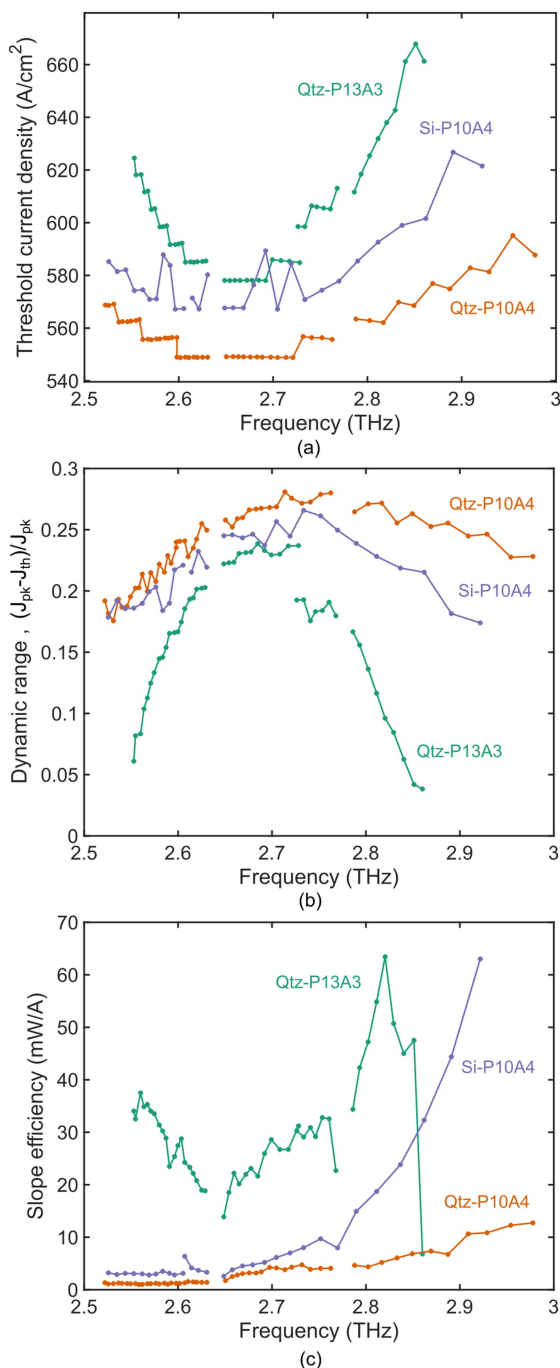 Threshold current density (A/cm²)
660
640
620
600
580
560
540
Qtz-P13A3
Si-P10A4
Qtz-P10A4
2.5 2.6 2.7 2.8 2.9 3
Frequency (THz)
(a)
Dynamic range , (J_pk-J_th)/J_pk
0.3
0.25
0.2
0.15
0.1
0.05
0
Qtz-P10A4
Si-P10A4
Qtz-P13A3
2.5 2.6 2.7 2.8 2.9 3
Frequency (THz)
(b)
Slope efficiency (mW/A)
70
60
50
40
30
20
10
0
Qtz-P13A3
Si-P10A4
Qtz-P10A4
2.5 2.6 2.7 2.8 2.9 3
Frequency (THz)
(c)